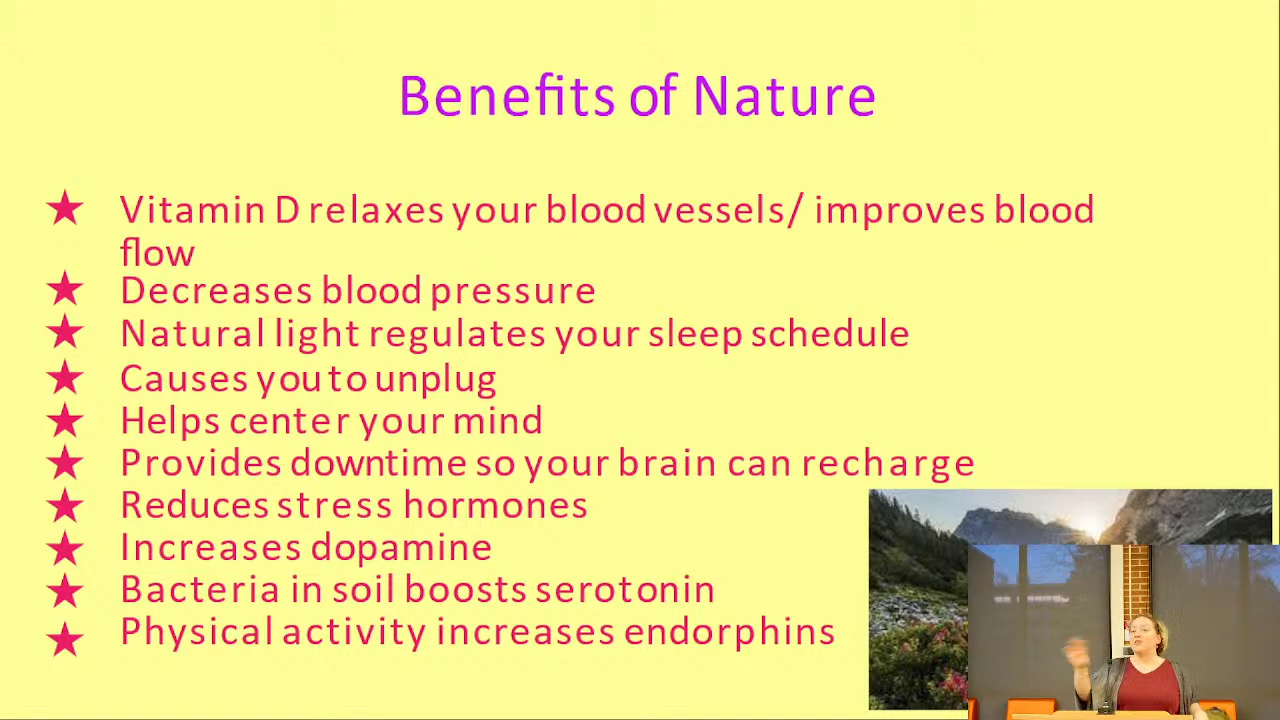 Benefits of Nature
★ Vitamin D relaxes your blood vessels/ improves blood
flow
★ Decreases blood pressure
★ Natural light regulates your sleep schedule
★ Causes you to unplug
★ Helps center your mind
★ Provides downtime so your brain can recharge
★ Reduces stress hormones
★ Increases dopamine
★ Bacteria in soil boosts serotonin
★ Physical activity increases endorphins